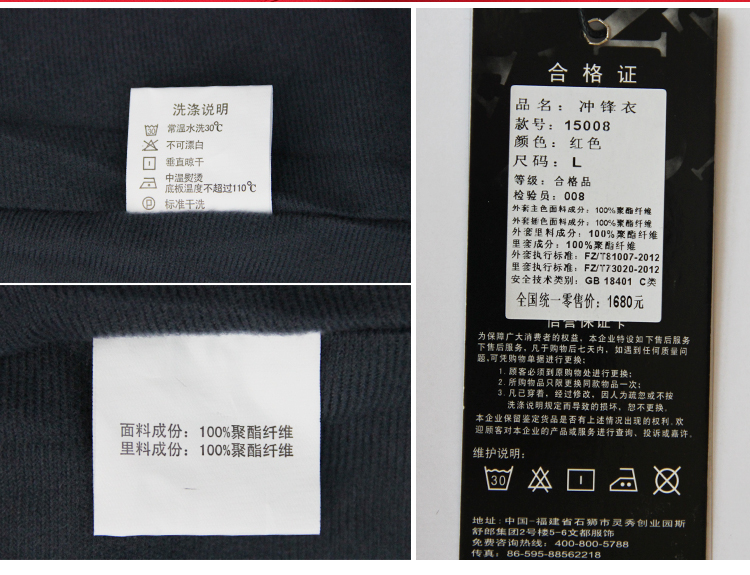 洗涤说明
30
常温水洗30℃
不可漂白
垂直晾干
中温熨烫
底板温度不超过110℃
P
标准干洗
面料成份：100%聚酯纤维
里料成份：100%聚酯纤维
合格证
品名：冲锋衣
款号：15008
颜色：红色
尺码：L
等级：合格品
检验员：008
外套主色面料成分：100%聚酯纤维
外套撞色面料成分：100%聚酯纤维
外套里料成分：100%聚酯纤维
里套成分：100%聚酯纤维
外套执行标准：FZ/T81007-2012
里套执行标准：FZ/T73020-2012
安全技术类别：GB 18401 C类
全国统一零售价：1680元
信誉保证卡
为保障广大消费者的权益，本企业特设如下售后服务
下售后服务，凡于购物后七天内，如遇到任何质量问
题，可凭购物单据进行更换：
1.顾客必须到原购物处进行更换；
2.所购物品只限更换同款物品一次；
3.凡已穿着，经过修改，因人为疏忽或不按
洗涤说明规定而导致的损坏，恕不更换.
本企业保留鉴定货品是否有上述情况出现的权利.欢
迎顾客对本企业的产品或服务进行查询、投诉或嘉许.
维护说明：
30
地址：中国-福建省石狮市灵秀创业园斯
舒郎集团2号楼5-6文都服饰
免费咨询热线：400-800-5788
传真：86-595-88562218